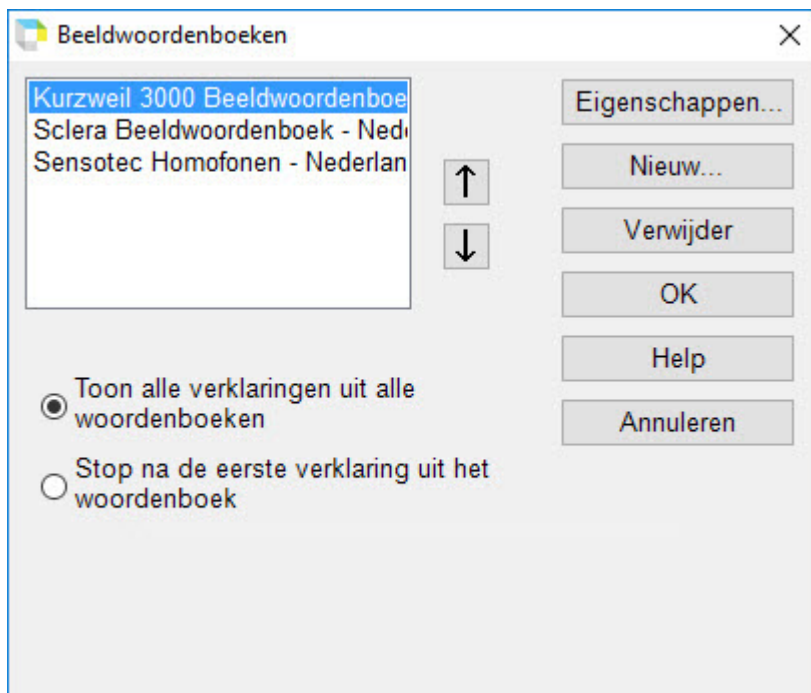 Beeldwoordenboeken
Kurzweil 3000 Beeldwoordenboe
Sclera Beeldwoordenboek - Ned
Sensotec Homofonen - Nederlan
Eigenschappen...
Nieuw...
Verwijder
OK
Help
Annuleren
Toon alle verklaringen uit alle
woordenboeken
Stop na de eerste verklaring uit het
woordenboek